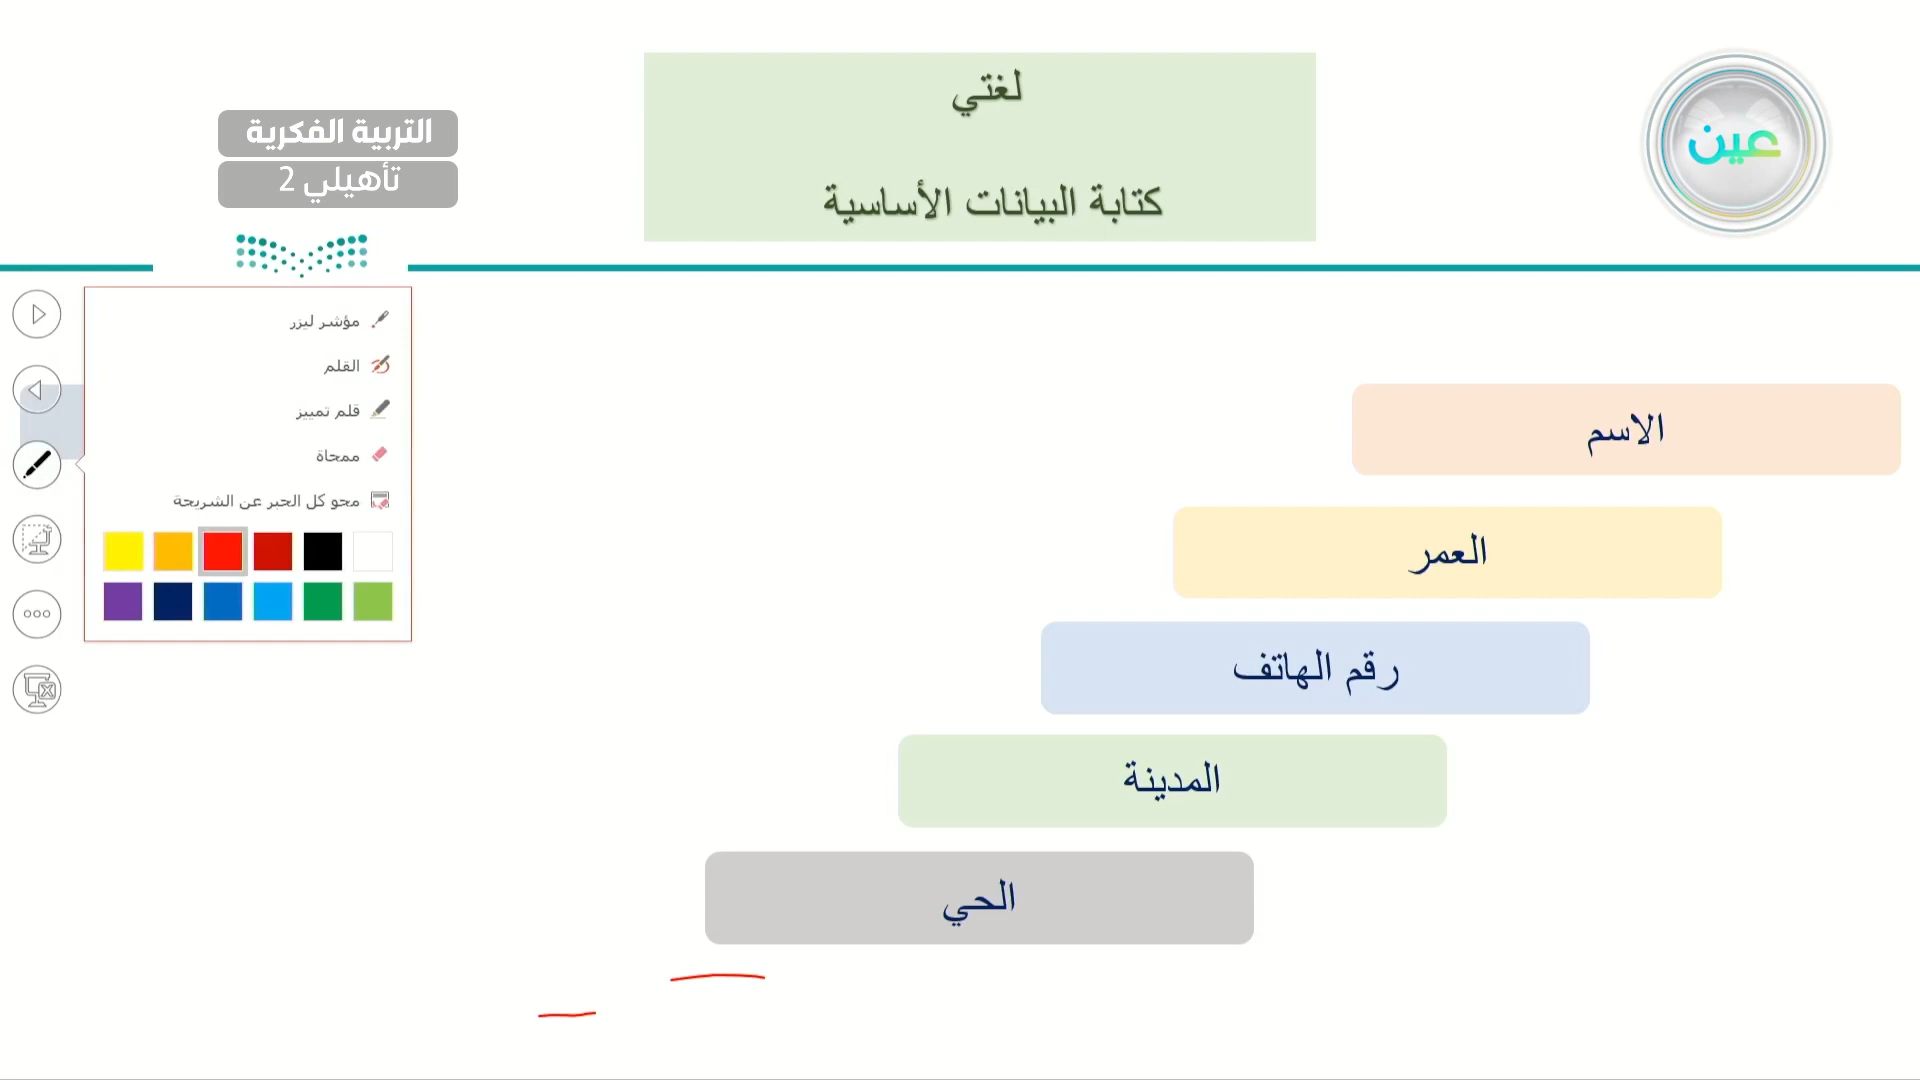 لغتي
كتابة البيانات الأساسية
عين
التربية الفكرية
تأهيلي 2
مؤشر ليزر
القلم
قلم تمييز
ممحاة
محو كل الحبر عن الشريحة
الاسم
العمر
رقم الهاتف
المدينة
الحي